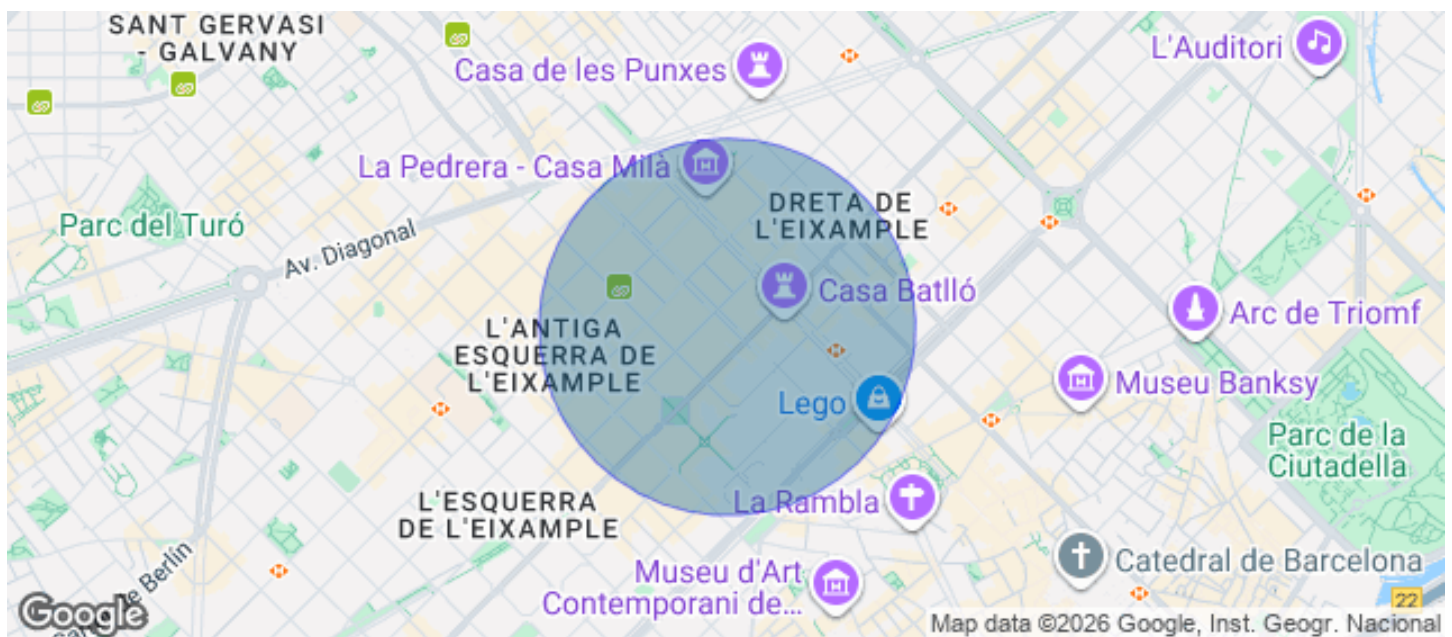 SANT GERVASI
- GALVANY
Casa de les Punxes
L'Auditori
La Pedrera - Casa Milà
DRETA DE
L'EIXAMPLE
Parc del Turó
Av. Diagonal
Casa Batlló
Arc de Triomf
L'ANTIGA
ESQUERRA DE
L'EIXAMPLE
Museu Banksy
Lego
Parc de la
Ciutadella
L'ESQUERRA
DE L'EIXAMPLE
La Rambla
Catedral de Barcelona
Museu d'Art
Contemporani de...
de Berlín
22
Google
Map data ©2026 Google, Inst. Geogr. Nacional